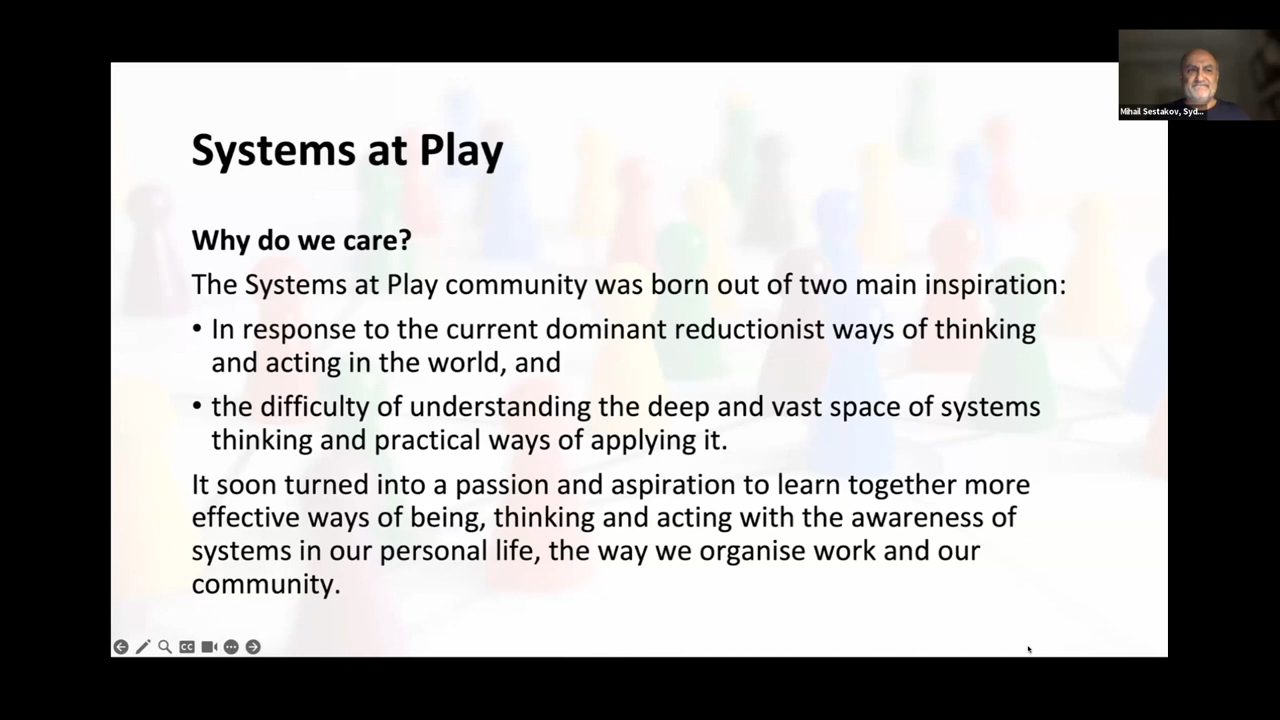 Mihail Sestakov, Syd...
Systems at Play
Why do we care?
The Systems at Play community was born out of two main inspiration:
• In response to the current dominant reductionist ways of thinking
and acting in the world, and
• the difficulty of understanding the deep and vast space of systems
thinking and practical ways of applying it.
It soon turned into a passion and aspiration to learn together more
effective ways of being, thinking and acting with the awareness of
systems in our personal life, the way we organise work and our
community.
CC